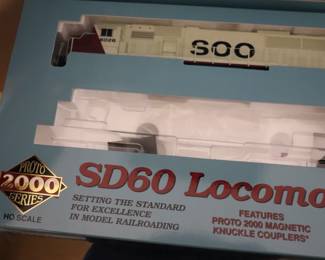 SOO
PROTO
2000
SERIES
HO SCALE
SD60 Locomo
SETTING THE STANDARD
FOR EXCELLENCE
IN MODEL RAILROADING
FEATURES
PROTO 2000 MAGNETIC
KNUCKLE COUPLERS*